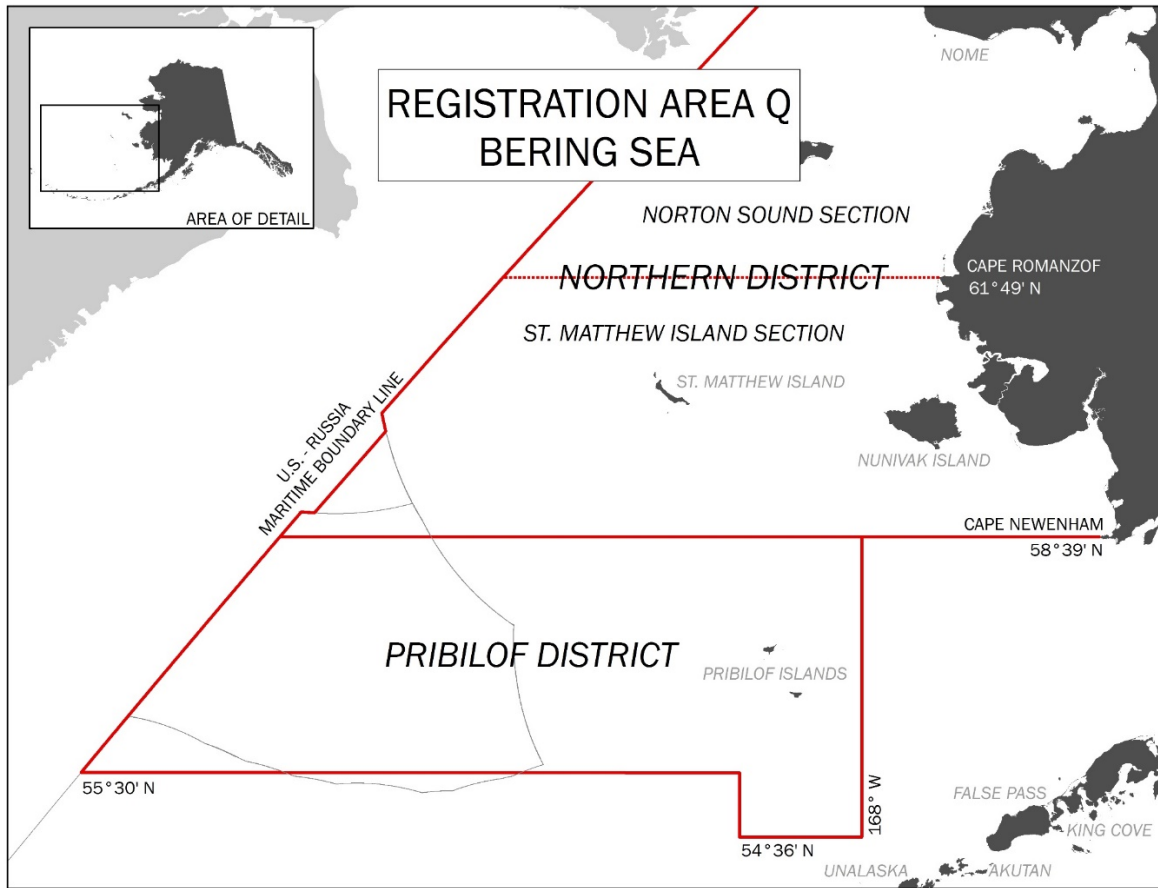 NOME
REGISTRATION AREA Q
BERING SEA
AREA OF DETAIL
NORTON SOUND SECTION
CAPE ROMANZOF
61°49' N
NORTHERN DISTRICT
ST. MATTHEW ISLAND SECTION
ST. MATTHEW ISLAND
U.S. - RUSSIA
MARITIME BOUNDARY LINE
NUNIVAK ISLAND
CAPE NEWENHAM
58°39' N
PRIBILOF DISTRICT
PRIBILOF ISLANDS
55°30' N
168° W
54°36' N
FALSE PASS
KING COVE
UNALASKA
AKUTAN